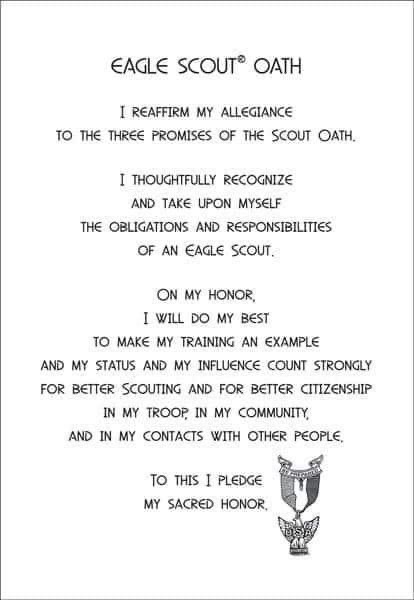 EAGLE SCOUT® OATH
I REAFFIRM MY ALLEGIANCE
TO THE THREE PROMISES OF THE SCOUT OATH.
I THOUGHTFULLY RECOGNIZE
AND TAKE UPON MYSELF
THE OBLIGATIONS AND RESPONSIBILITIES
OF AN EAGLE SCOUT.
ON MY HONOR,
I WILL DO MY BEST
TO MAKE MY TRAINING AN EXAMPLE
AND MY STATUS AND MY INFLUENCE COUNT STRONGLY
FOR BETTER SCOUTING AND FOR BETTER CITIZENSHIP
IN MY TROOP, IN MY COMMUNITY,
AND IN MY CONTACTS WITH OTHER PEOPLE.
TO THIS I PLEDGE
MY SACRED HONOR.
BE PREPARED
BSA